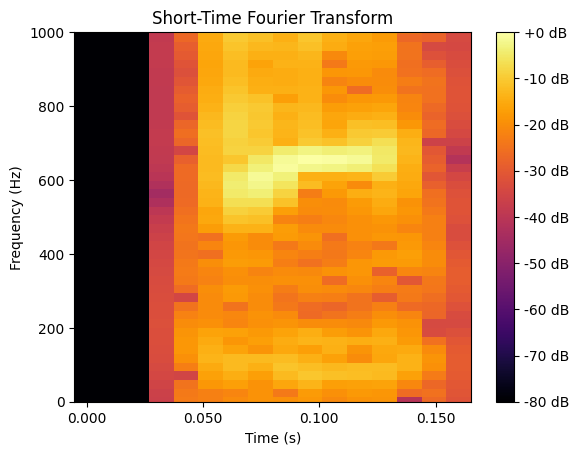 Short-Time Fourier Transform
1000
800
600
400
200
0
Frequency (Hz)
0.000
0.050
0.100
0.150
Time (s)
+0 dB
-10 dB
-20 dB
-30 dB
-40 dB
-50 dB
-60 dB
-70 dB
-80 dB